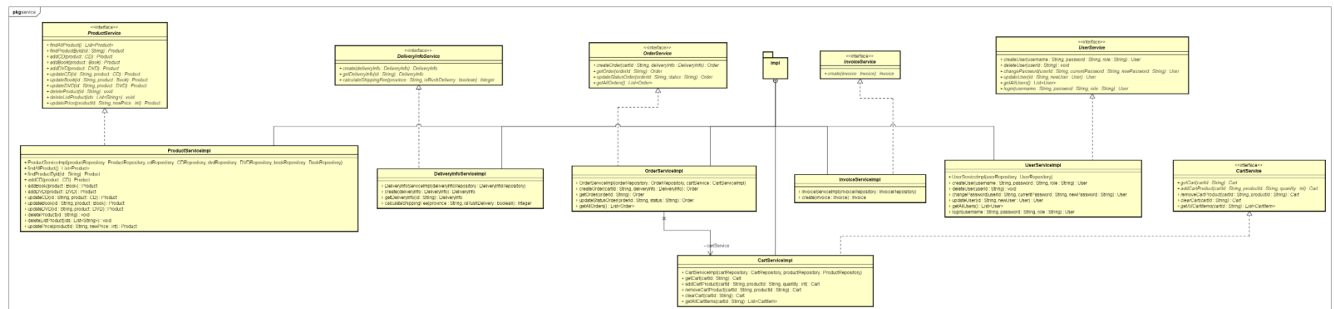 pkg service
<<interface>>
ProductService
+ findAllProduct() : List<Product>
+ findProductById(id : String) : Product
+ addCD(product : CD) : Product
+ addBook(product : Book) : Product
+ addDVD(product : DVD) : Product
+ updateCD(id : String, product : CD) : Product
+ updateBook(id : String, product : Book) : Product
+ updateDVD(id : String, product : DVD) : Product
+ deleteProduct(id : String) : void
+ deleteListProduct(ids : List<String>) : void
+ updatePrice(productId : String, newPrice : int) : Product
<<interface>>
DeliveryInfoService
+ create(deliveryInfo : DeliveryInfo) : DeliveryInfo
+ getDeliveryInfo(id : String) : DeliveryInfo
+ calculateShippingFee(province : String, isRushDelivery : boolean) : Integer
<<interface>>
OrderService
+ createOrder(cartId : String, deliveryInfo : DeliveryInfo) : Order
+ getOrder(orderId : String) : Order
+ updateStatusOrder(orderId : String, status : String) : Order
+ getAllOrders() : List<Order>
impl
<<interface>>
InvoiceService
+ create(invoice : Invoice) : Invoice
<<interface>>
UserService
+ createUser(username : String, password : String, role : String) : User
+ deleteUser(userId : String) : void
+ changePassword(userId : String, currentPassword : String, newPassword : String) : User
+ updateUser(id : String, newUser : User) : User
+ getAllUsers() : List<User>
+ login(username : String, password : String, role : String) : User
ProductServiceImpl
+ ProductServiceImpl(productRepository : ProductRepository, cdRepository : CDRepository, dvdRepository : DVDRepository, bookRepository : BookRepository)
+ findAllProduct() : List<Product>
+ findProductById(id : String) : Product
+ addCD(product : CD) : Product
+ addBook(product : Book) : Product
+ addDVD(product : DVD) : Product
+ updateCD(id : String, product : CD) : Product
+ updateBook(id : String, product : Book) : Product
+ updateDVD(id : String, product : DVD) : Product
+ deleteProduct(id : String) : void
+ deleteListProduct(ids : List<String>) : void
+ updatePrice(productId : String, newPrice : int) : Product
DeliveryInfoServiceImpl
+ DeliveryInfoServiceImpl(deliveryInfoRepository : DeliveryInfoRepository)
+ create(deliveryInfo : DeliveryInfo) : DeliveryInfo
+ getDeliveryInfo(id : String) : DeliveryInfo
+ calculateShippingFee(province : String, isRushDelivery : boolean) : Integer
OrderServiceImpl
+ OrderServiceImpl(orderRepository : OrderRepository, cartService : CartServiceImpl)
+ createOrder(cartId : String, deliveryInfo : DeliveryInfo) : Order
+ getOrder(orderId : String) : Order
+ updateStatusOrder(orderId : String, status : String) : Order
+ getAllOrders() : List<Order>
InvoiceServiceImpl
+ InvoiceServiceImpl(invoiceRepository : InvoiceRepository)
+ create(invoice : Invoice) : Invoice
UserServiceImpl
+ UserServiceImpl(userRepository : UserRepository)
+ createUser(username : String, password : String, role : String) : User
+ deleteUser(userId : String) : void
+ changePassword(userId : String, currentPassword : String, newPassword : String) : User
+ updateUser(id : String, newUser : User) : User
+ getAllUsers() : List<User>
+ login(username : String, password : String, role : String) : User
<<interface>>
CartService
+ getCart(cartId : String) : Cart
+ addCartProduct(cartId : String, productId : String, quantity : int) : Cart
+ removeCartProduct(cartId : String, productId : String) : Cart
+ clearCart(cartId : String) : Cart
+ getAllCartItems(cartId : String) : List<CartItem>
- cartService
CartServiceImpl
+ CartServiceImpl(cartRepository : CartRepository, productRepository : ProductRepository)
+ getCart(cartId : String) : Cart
+ addCartProduct(cartId : String, productId : String, quantity : int) : Cart
+ removeCartProduct(cartId : String, productId : String) : Cart
+ clearCart(cartId : String) : Cart
+ getAllCartItems(cartId : String) : List<CartItem>